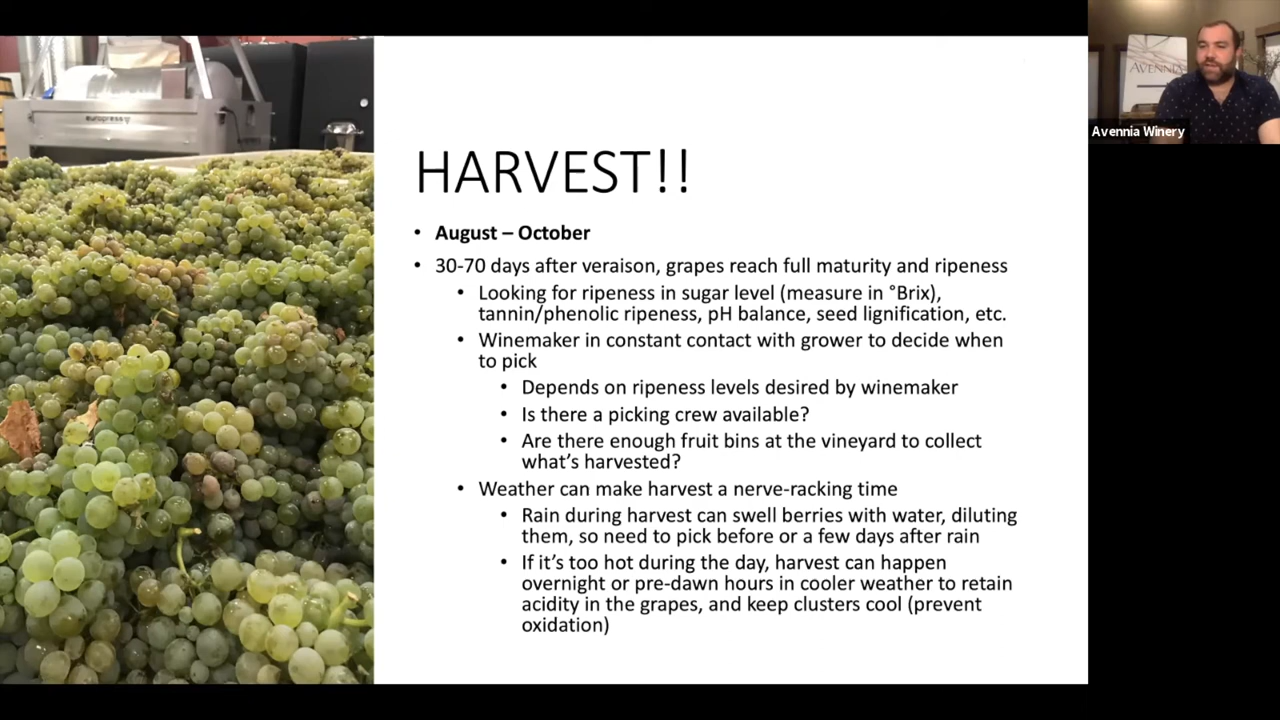 europress
AVENNIA
Avennia Winery
HARVEST!!
• August – October
• 30-70 days after veraison, grapes reach full maturity and ripeness
• Looking for ripeness in sugar level (measure in °Brix),
tannin/phenolic ripeness, pH balance, seed lignification, etc.
• Winemaker in constant contact with grower to decide when
to pick
• Depends on ripeness levels desired by winemaker
• Is there a picking crew available?
• Are there enough fruit bins at the vineyard to collect
what's harvested?
• Weather can make harvest a nerve-racking time
• Rain during harvest can swell berries with water, diluting
them, so need to pick before or a few days after rain
• If it's too hot during the day, harvest can happen
overnight or pre-dawn hours in cooler weather to retain
acidity in the grapes, and keep clusters cool (prevent
oxidation)